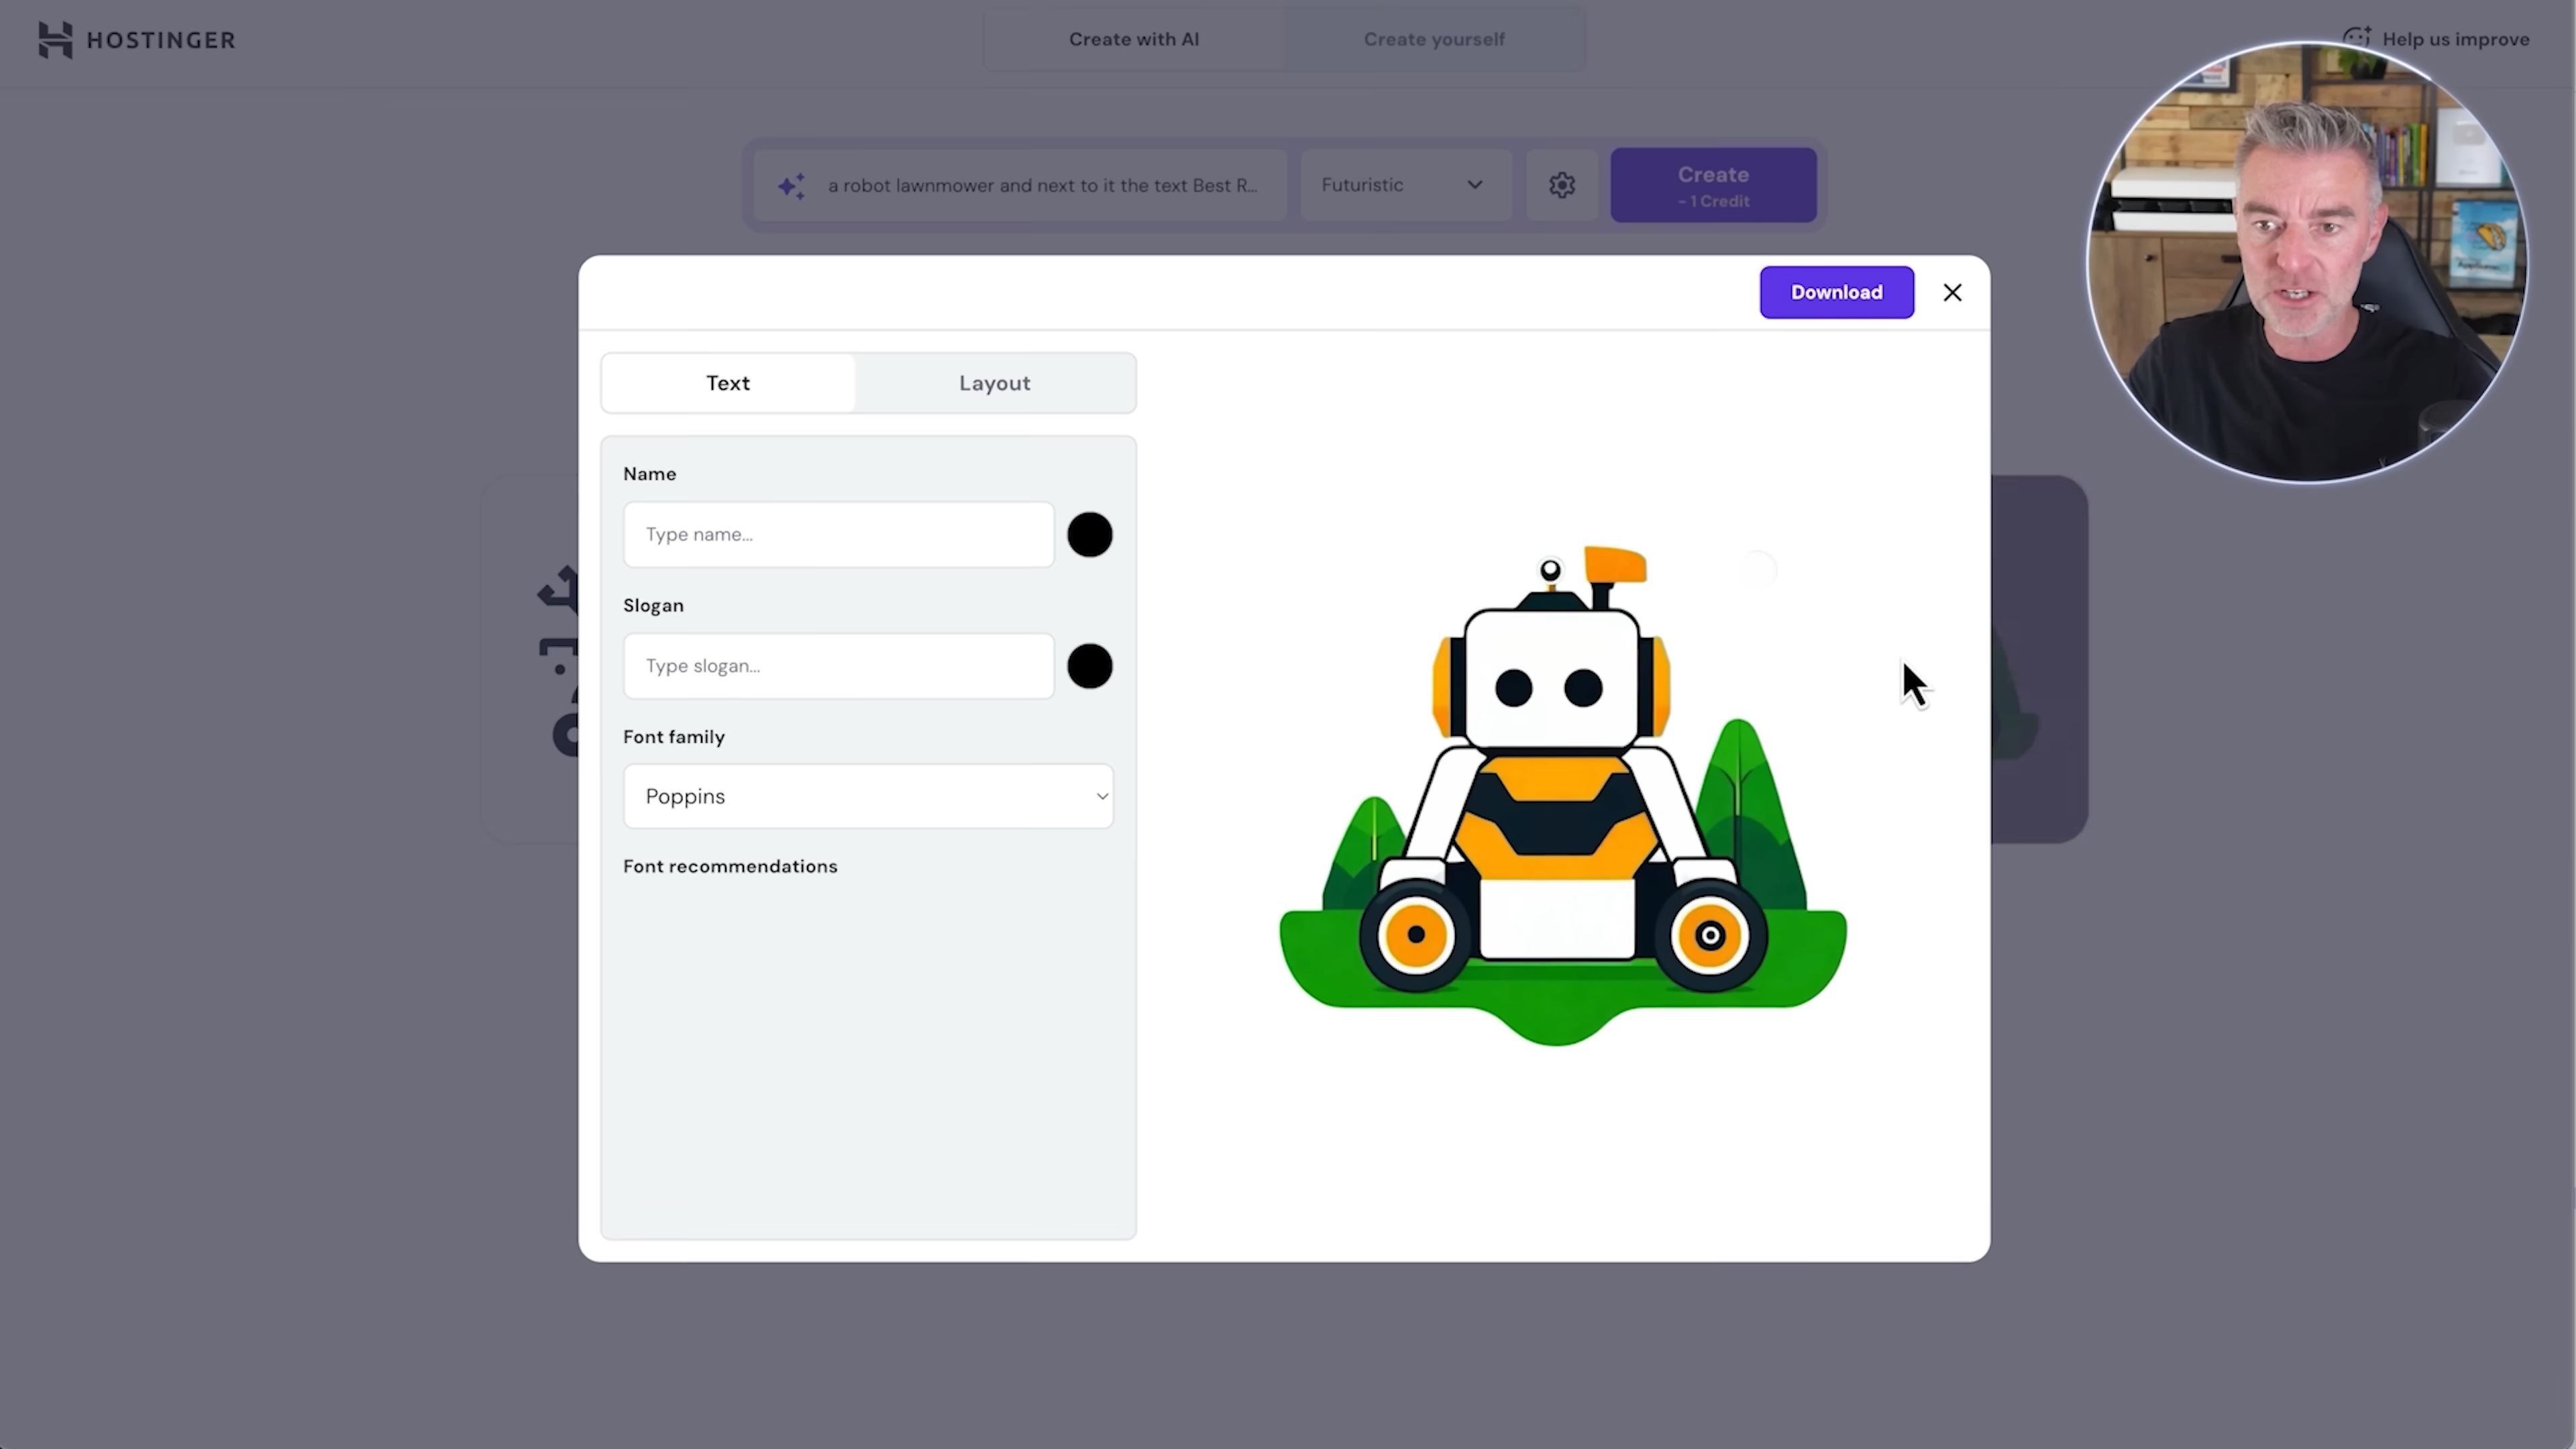 HOSTINGER
Create with AI
Create yourself
Help us improve
a robot lawnmower and next to it the text Best R...
Futuristic
Create
- 1 Credit
Download
Text
Layout
Name
Type name...
Slogan
Type slogan...
Font family
Poppins
Font recommendations